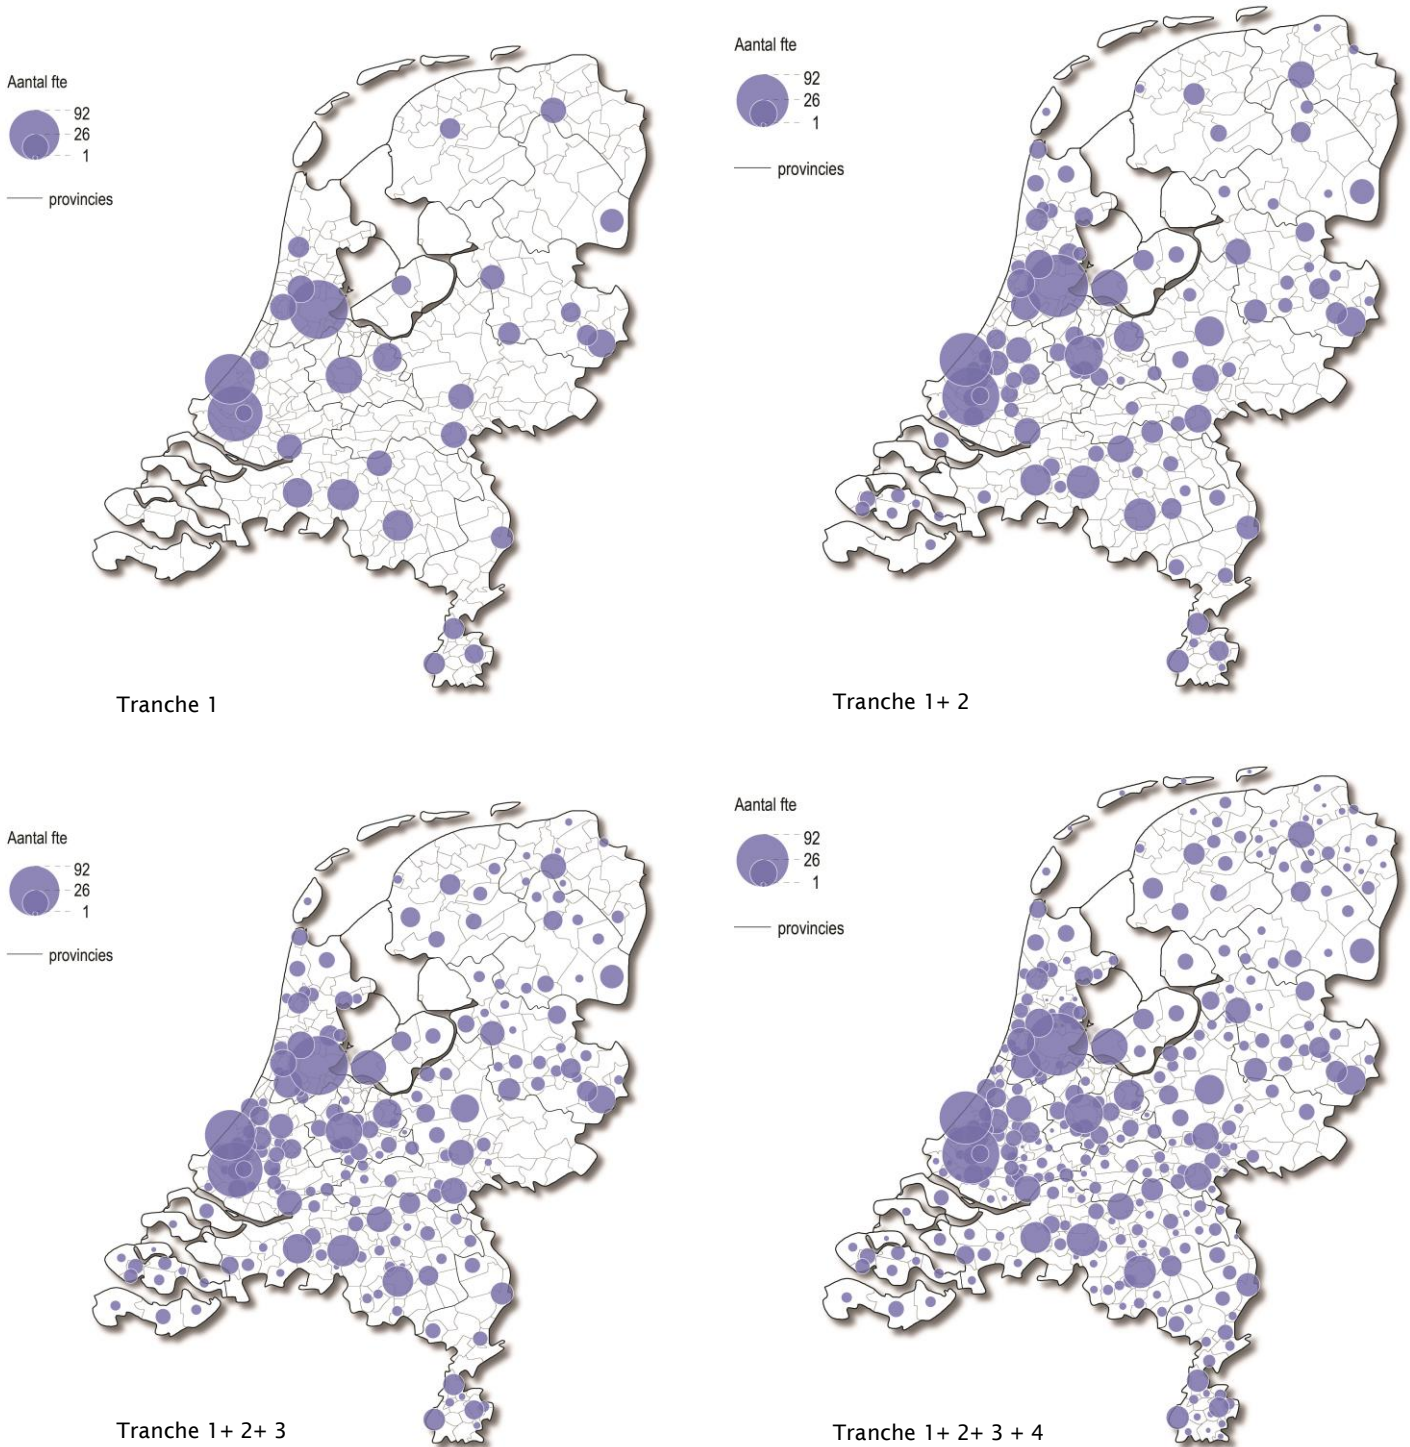 Aantal fte
92
26
1
provincies
Tranche 1
Aantal fte
92
26
1
provincies
Tranche 1+ 2
Aantal fte
92
26
1
provincies
Tranche 1+ 2+ 3
Aantal fte
92
26
1
provincies
Tranche 1+ 2+ 3 + 4